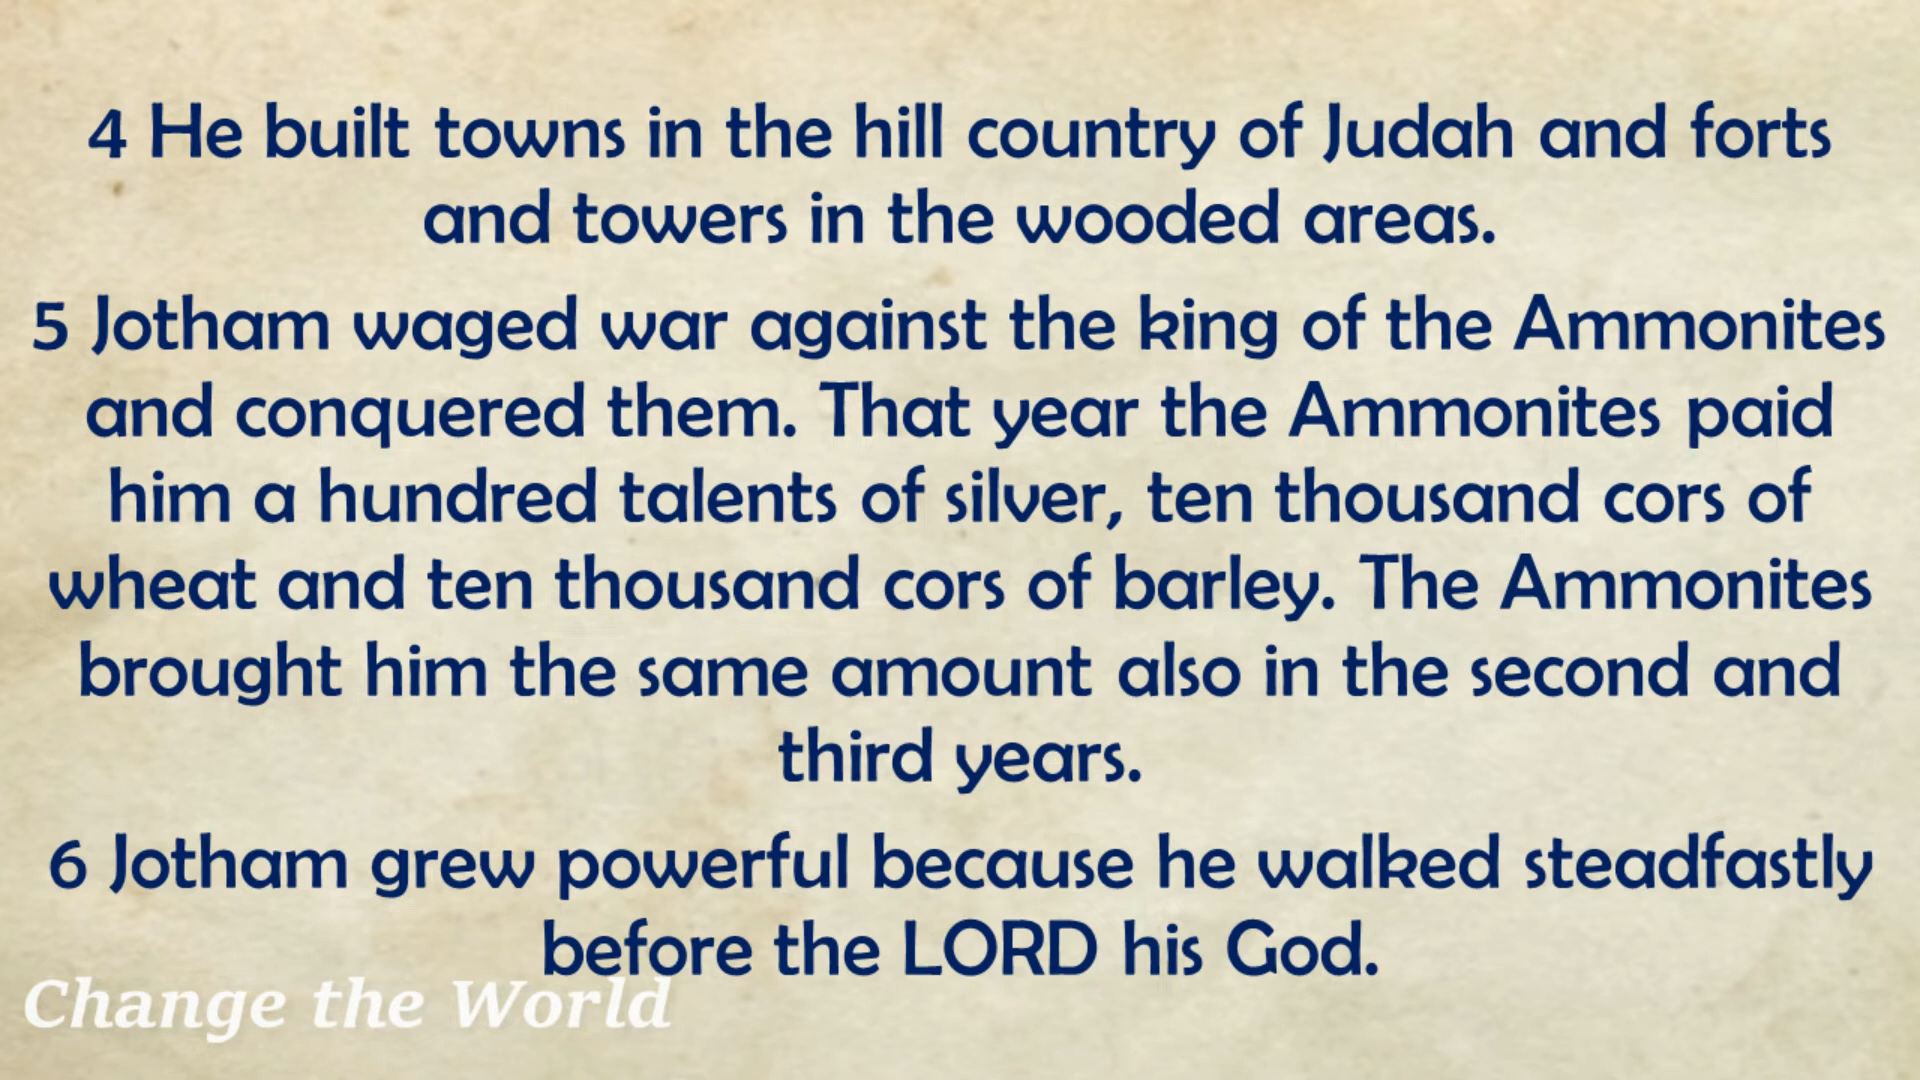 4 He built towns in the hill country of Judah and forts
and towers in the wooded areas.
5 Jotham waged war against the king of the Ammonites
and conquered them. That year the Ammonites paid
him a hundred talents of silver, ten thousand cors of
wheat and ten thousand cors of barley. The Ammonites
brought him the same amount also in the second and
third years.
6 Jotham grew powerful because he walked steadfastly
before the LORD his God.
Change the World